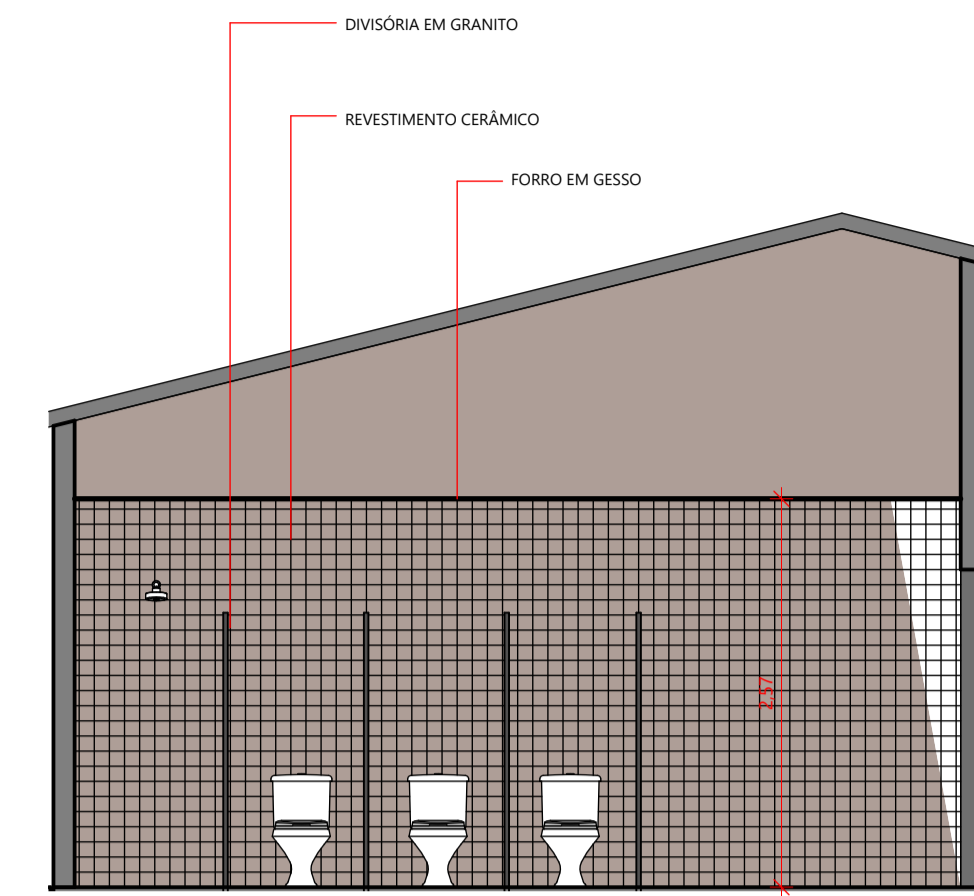 DIVISÓRIA EM GRANITO
REVESTIMENTO CERÂMICO
FORRO EM GESSO
2,57